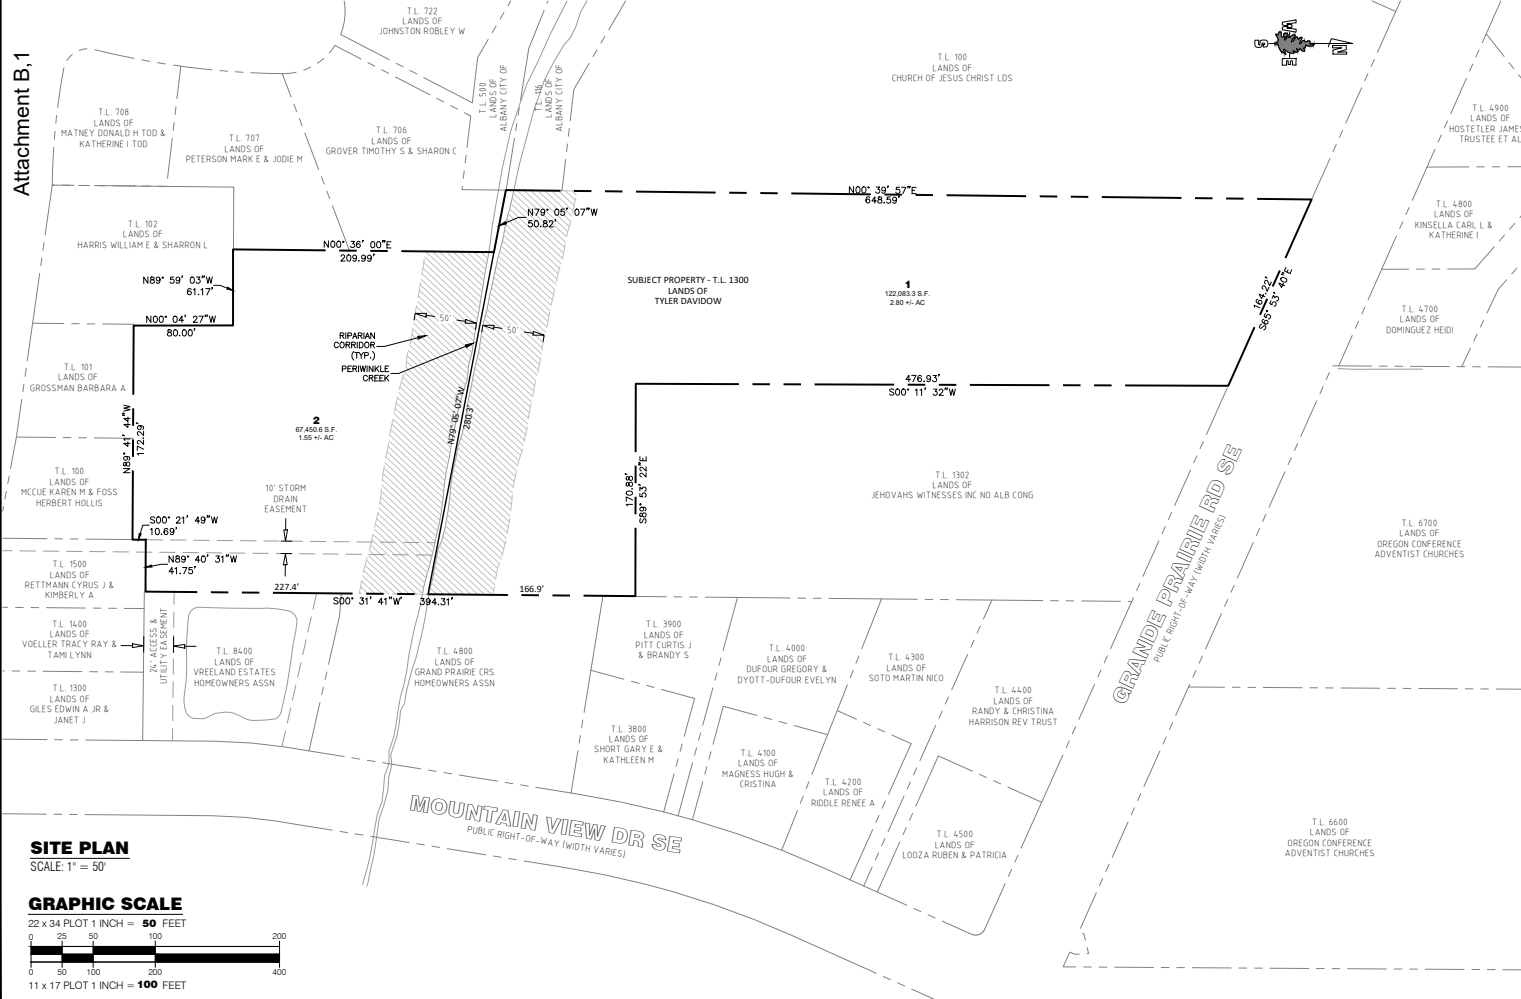 Attachment B,1
T.L. 722
LANDS OF
JOHNSTON ROBLEY W
T.L. 500
LANDS OF
ALBANY CITY OF
T.L. 116
LANDS OF
ALBANY CITY OF
T.L. 100
LANDS OF
CHURCH OF JESUS CHRIST LDS
S
E
N
T.L. 4900
LANDS OF
HOSTETLER JAMES
TRUSTEE ET AL
T.L. 708
LANDS OF
MATNEY DONALD H TOD &
KATHERINE I TOD
T.L. 707
LANDS OF
PETERSON MARK E & JODIE M
T.L. 706
LANDS OF
GROVER TIMOTHY S & SHARON C
T.L. 102
LANDS OF
HARRIS WILLIAM E & SHARRON L
N00° 36' 00"E
209.99'
N79° 05' 07"W
50.82'
N00° 39' 57"E
648.59'
T.L. 4800
LANDS OF
KINSELLA CARL L &
KATHERINE I
N89° 59' 03"W
61.17'
N00° 04' 27"W
80.00'
50'
50'
RIPARIAN
CORRIDOR
(TYP.)
PERIWINKLE
CREEK
SUBJECT PROPERTY - T.L. 1300
LANDS OF
TYLER DAVIDOW
1
122,083.3 S.F.
2.80 +/- AC
164.22'
S65° 53' 40"E
T.L. 4700
LANDS OF
DOMINGUEZ HEIDI
T.L. 101
LANDS OF
GROSSMAN BARBARA A
N89° 41' 44"W
172.29'
2
67,450.6 S.F.
1.55 +/- AC
N79° 05' 07"W
280.3'
476.93'
S00° 11' 32"W
T.L. 100
LANDS OF
MCCUE KAREN M & FOSS
HERBERT HOLLIS
10' STORM
DRAIN
EASEMENT
170.88'
S89° 53' 22"E
T.L. 1302
LANDS OF
JEHOVAHS WITNESSES INC NO ALB CONG
S00° 21' 49"W
10.69'
N89° 40' 31"W
41.75'
T.L. 6700
LANDS OF
OREGON CONFERENCE
ADVENTIST CHURCHES
T.L. 1500
LANDS OF
RETTMANN CYRUS J &
KIMBERLY A
227.4'
S00° 31' 41"W 394.31'
166.9'
T.L. 1400
LANDS OF
VOELLER TRACY RAY &
TAMI LYNN
24' ACCESS &
UTILITY EASEMENT
T.L. 8400
LANDS OF
VREELAND ESTATES
HOMEOWNERS ASSN
T.L. 4800
LANDS OF
GRAND PRAIRIE CRS
HOMEOWNERS ASSN
T.L. 3900
LANDS OF
PITT CURTIS J
& BRANDY S
T.L. 4000
LANDS OF
DUFOUR GREGORY &
DYOTT-DUFOUR EVELYN
T.L. 4300
LANDS OF
SOTO MARTIN NICO
T.L. 4400
LANDS OF
RANDY & CHRISTINA
HARRISON REV TRUST
GRANDE PRAIRIE RD SE
PUBLIC RIGHT-OF-WAY (WIDTH VARIES)
T.L. 1300
LANDS OF
GILES EDWIN A JR &
JANET J
T.L. 3800
LANDS OF
SHORT GARY E &
KATHLEEN M
T.L. 4100
LANDS OF
MAGNESS HUGH &
CRISTINA
T.L. 4200
LANDS OF
RIDDLE RENEE A
T.L. 4500
LANDS OF
LOOZA RUBEN & PATRICIA
T.L. 6600
LANDS OF
OREGON CONFERENCE
ADVENTIST CHURCHES
MOUNTAIN VIEW DR SE
PUBLIC RIGHT-OF-WAY (WIDTH VARIES)
SITE PLAN
SCALE: 1" = 50'
GRAPHIC SCALE
22 x 34 PLOT 1 INCH = 50 FEET
0 25 50 100 200
0 50 100 200 400
11 x 17 PLOT 1 INCH = 100 FEET